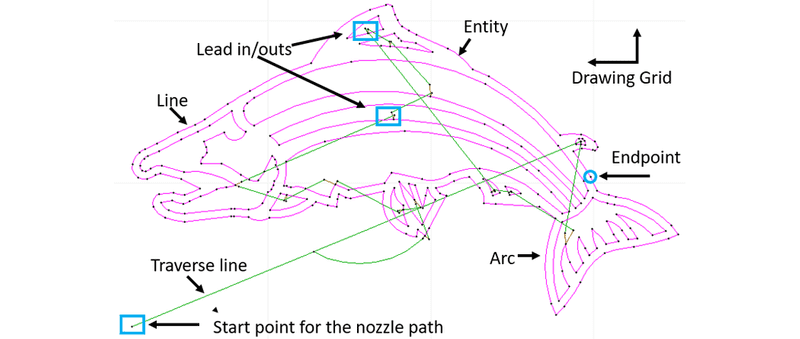 Entity
Lead in/outs
Drawing Grid
Line
Endpoint
Arc
Traverse line
Start point for the nozzle path